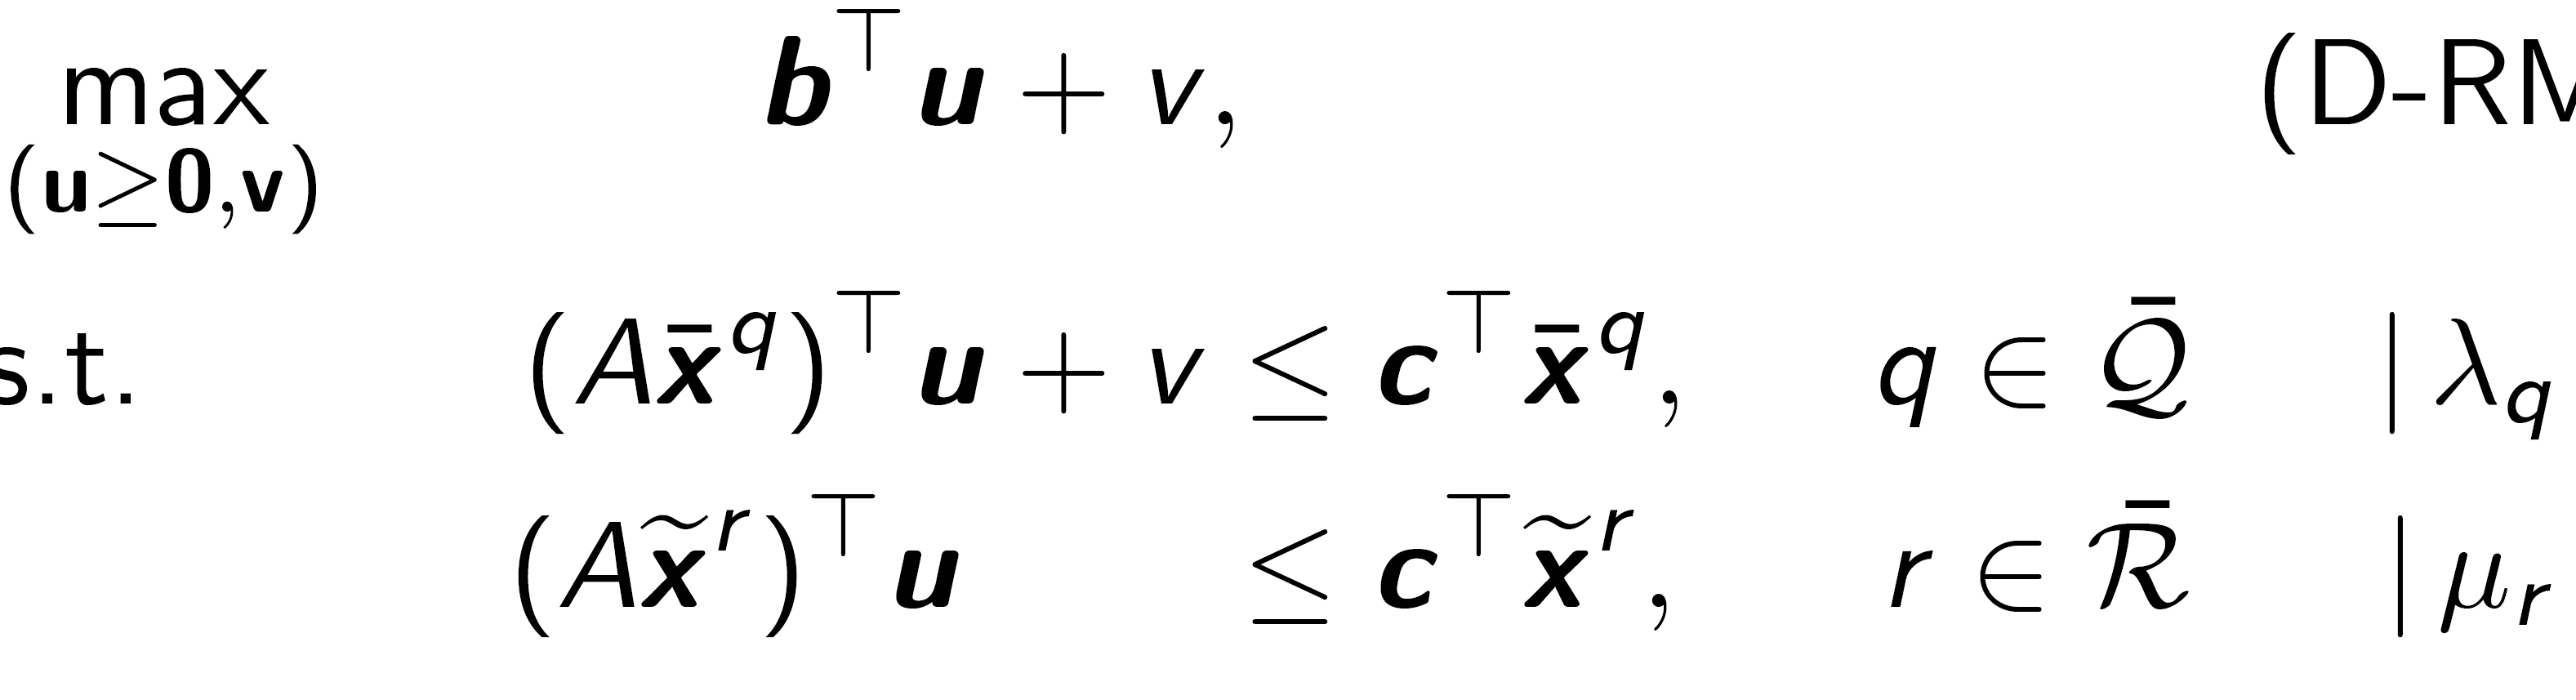 max b⊤u + v, (D-RM
(u≥0,v)
s.t. (Ax̄^q)⊤u + v ≤ c⊤x̄^q, q ∈ 𝒬̄ | λ_q
(Ax̃^r)⊤u ≤ c⊤x̃^r, r ∈ ℛ̄ | μ_r